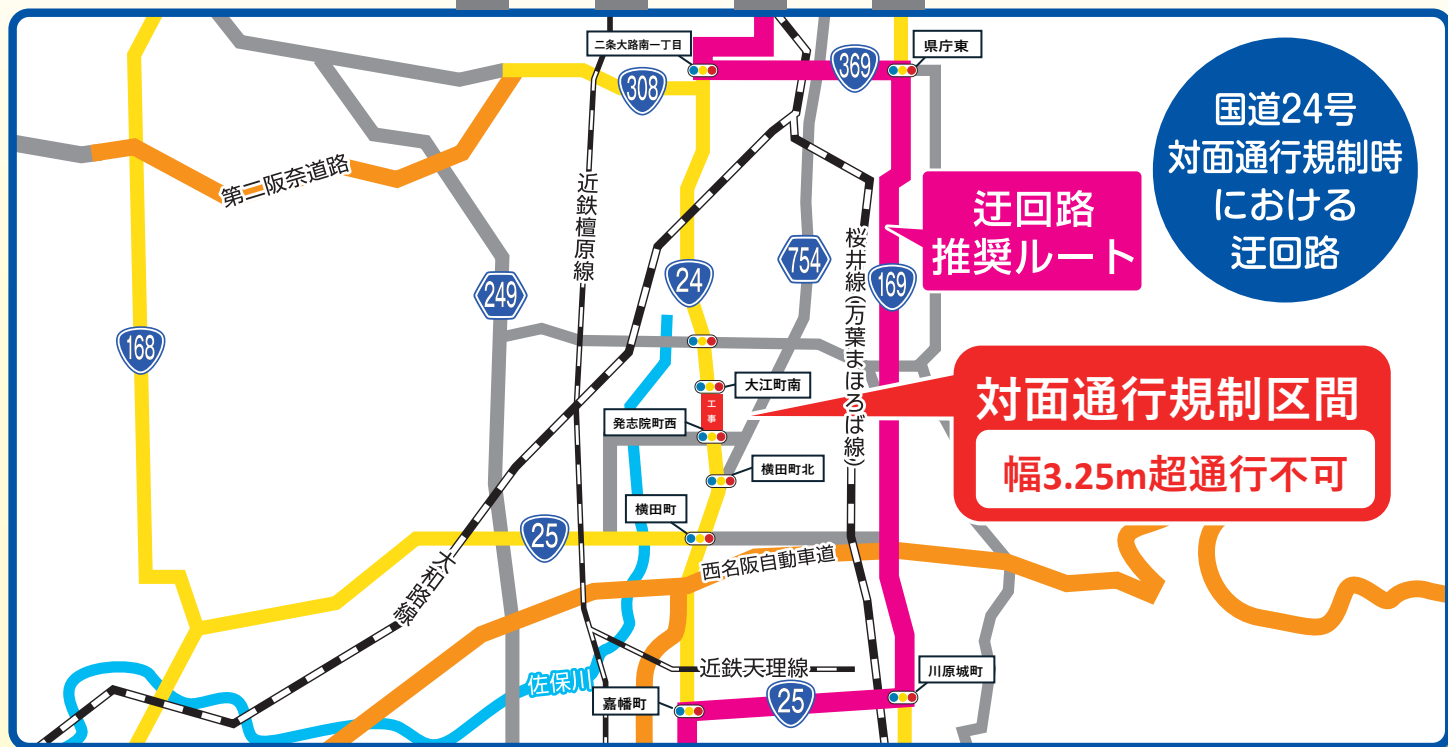 二条大路南一丁目
県庁東
369
308
国道24号
対面通行規制時
における
迂回路
第二阪奈道路
近鉄檀原線
迂回路
推奨ルート
桜井線(万葉まほろば線)
754
24
169
249
168
大江町南
工事
発志院町西
対面通行規制区間
幅3.25m超通行不可
横田町北
横田町
25
西名阪自動車道
大和路線
近鉄天理線
川原城町
佐保川
嘉幡町
25